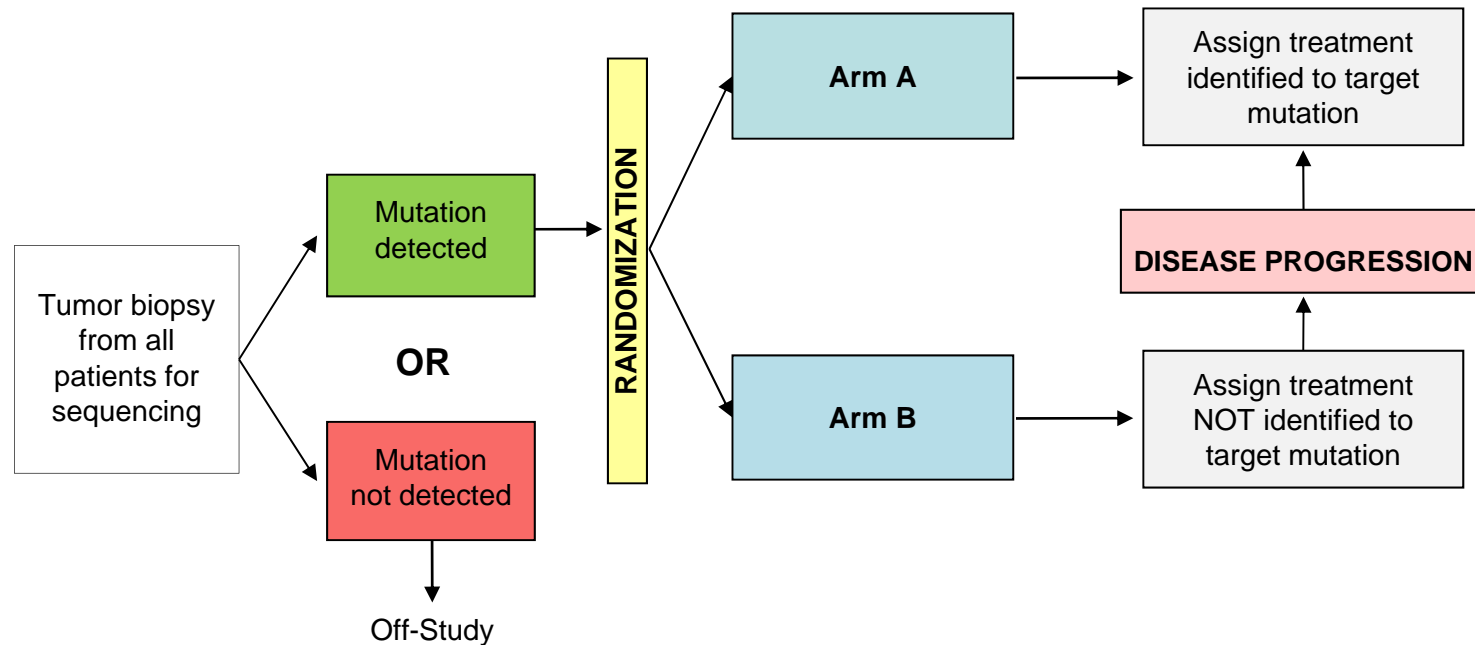 Tumor biopsy
from all
patients for
sequencing
Mutation
detected
OR
Mutation
not detected
Off-Study
RANDOMIZATION
Arm A
Assign treatment
identified to target
mutation
DISEASE PROGRESSION
Arm B
Assign treatment
NOT identified to
target mutation